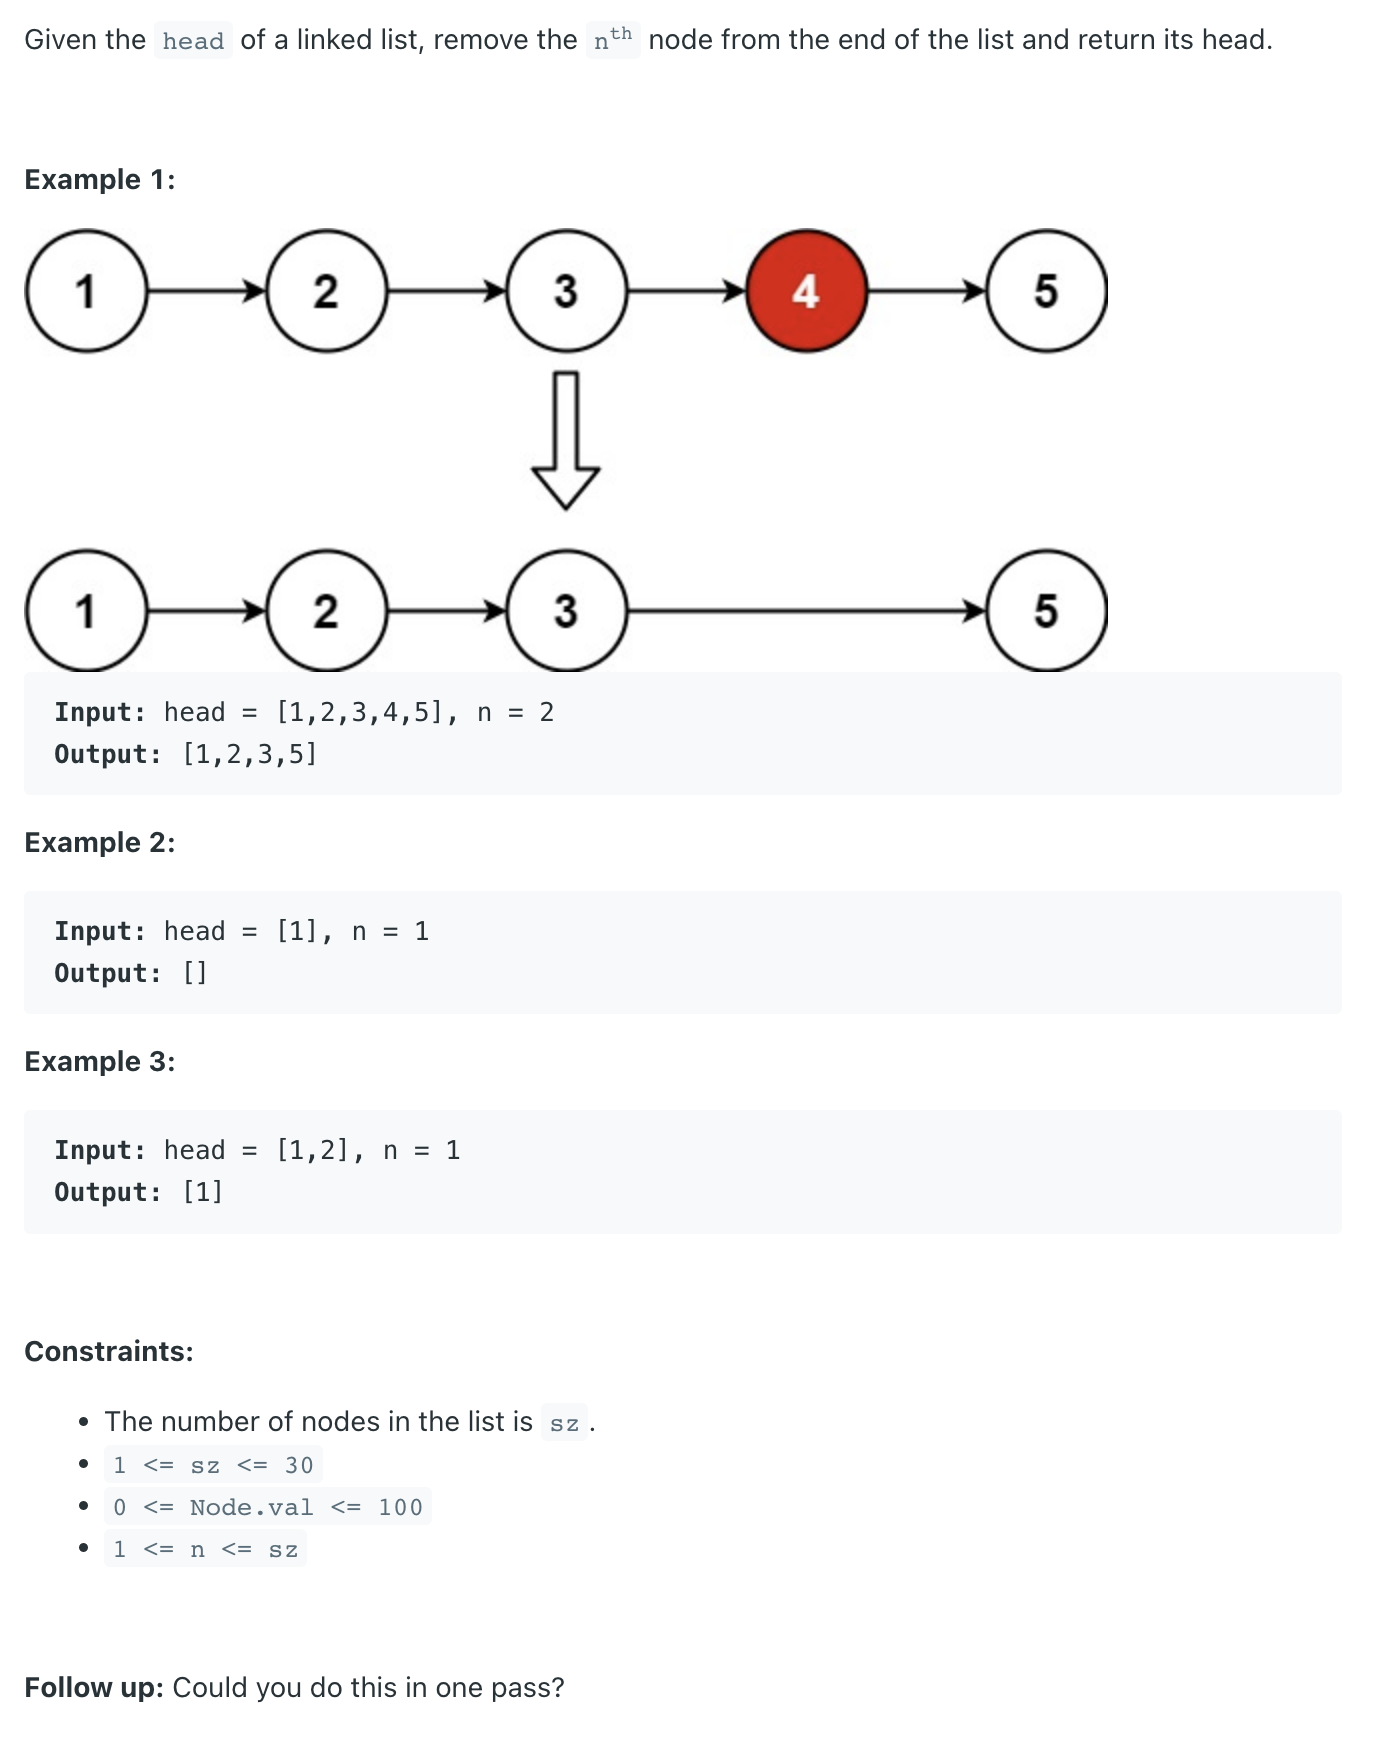 Given the head of a linked list, remove the nth node from the end of the list and return its head.
Example 1:
1 2 3 4 5
1 2 3 5
Input: head = [1,2,3,4,5], n = 2
Output: [1,2,3,5]
Example 2:
Input: head = [1], n = 1
Output: []
Example 3:
Input: head = [1,2], n = 1
Output: [1]
Constraints:
• The number of nodes in the list is sz.
• 1 <= sz <= 30
• 0 <= Node.val <= 100
• 1 <= n <= sz
Follow up: Could you do this in one pass?